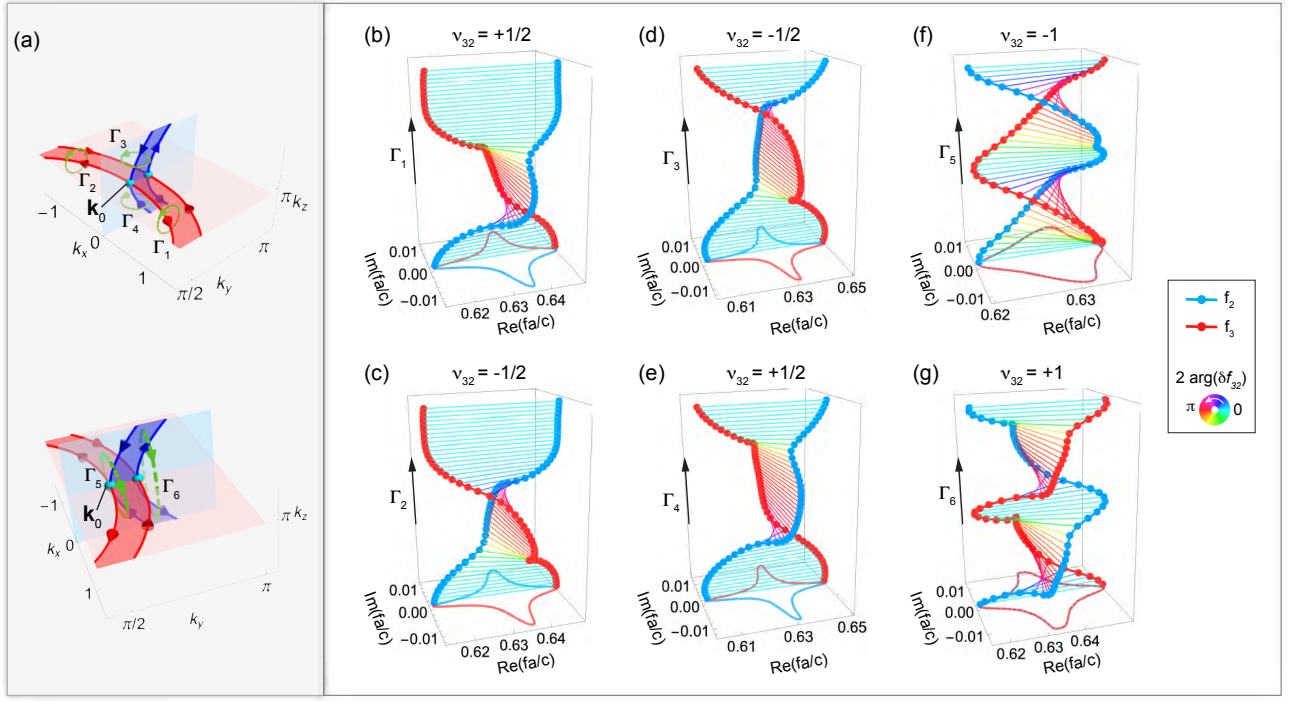 (a)
Γ₃
Γ₂
k₀
Γ₄
Γ₁
−1
kₓ 0
1
π/2 k_y
π
π k_z
Γ₅
Γ₆
k₀
−1
kₓ 0
1
π/2
k_y
π
π k_z
(b)
ν₃₂ = +1/2
Γ₁
0.01
0.00
−0.01
Im(fa/c)
0.62 0.63 0.64
Re(fa/c)
(d)
ν₃₂ = -1/2
Γ₃
0.01
0.00
−0.01
Im(fa/c)
0.61 0.63 0.65
Re(fa/c)
(f)
ν₃₂ = -1
Γ₅
0.01
0.00
−0.01
Im(fa/c)
0.62 0.63
Re(fa/c)
(c)
ν₃₂ = -1/2
Γ₂
0.01
0.00
−0.01
Im(fa/c)
0.62 0.63 0.64
Re(fa/c)
(e)
ν₃₂ = +1/2
Γ₄
0.01
0.00
−0.01
Im(fa/c)
0.61 0.63 0.65
Re(fa/c)
(g)
ν₃₂ = +1
Γ₆
0.01
0.00
−0.01
Im(fa/c)
0.62 0.63 0.64
Re(fa/c)
f₂
f₃
2 arg(δf₃₂)
π 0